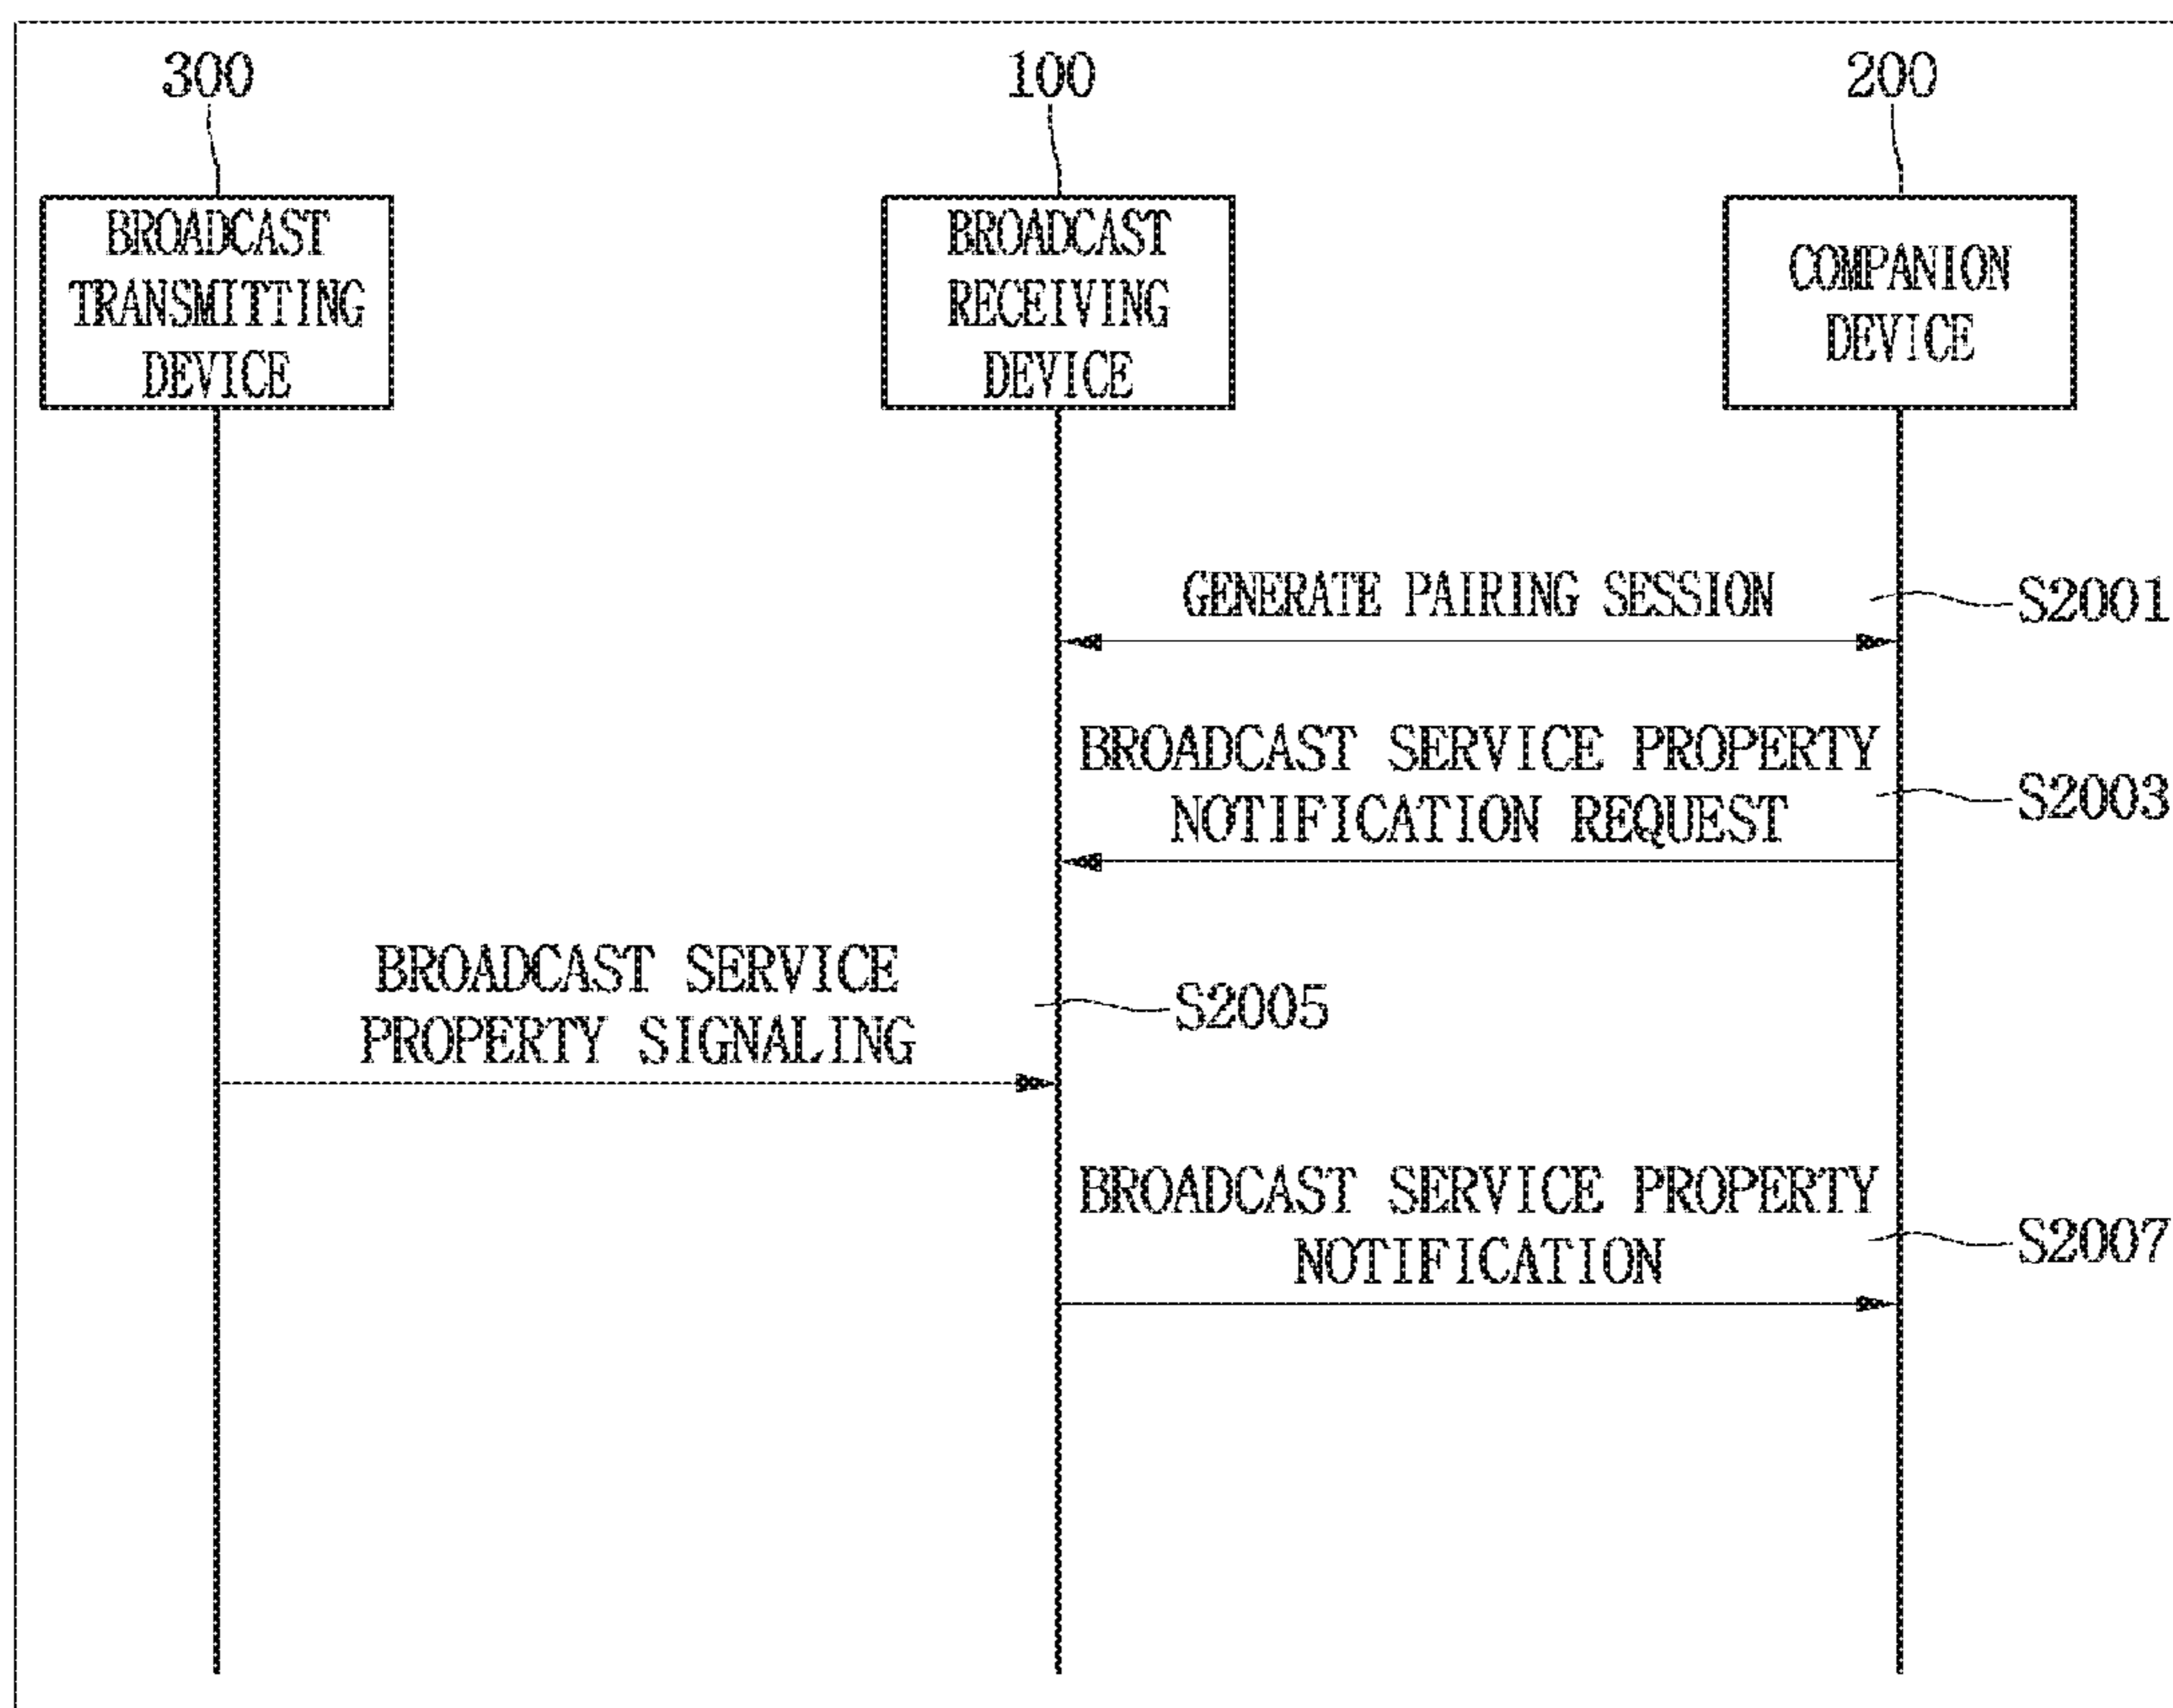 300
100
200
BROADCAST
TRANSMITTING
DEVICE
BROADCAST
RECEIVING
DEVICE
COMPANION
DEVICE
GENERATE PAIRING SESSION
S2001
BROADCAST SERVICE PROPERTY
NOTIFICATION REQUEST
S2003
BROADCAST SERVICE
PROPERTY SIGNALING
S2005
BROADCAST SERVICE PROPERTY
NOTIFICATION
S2007